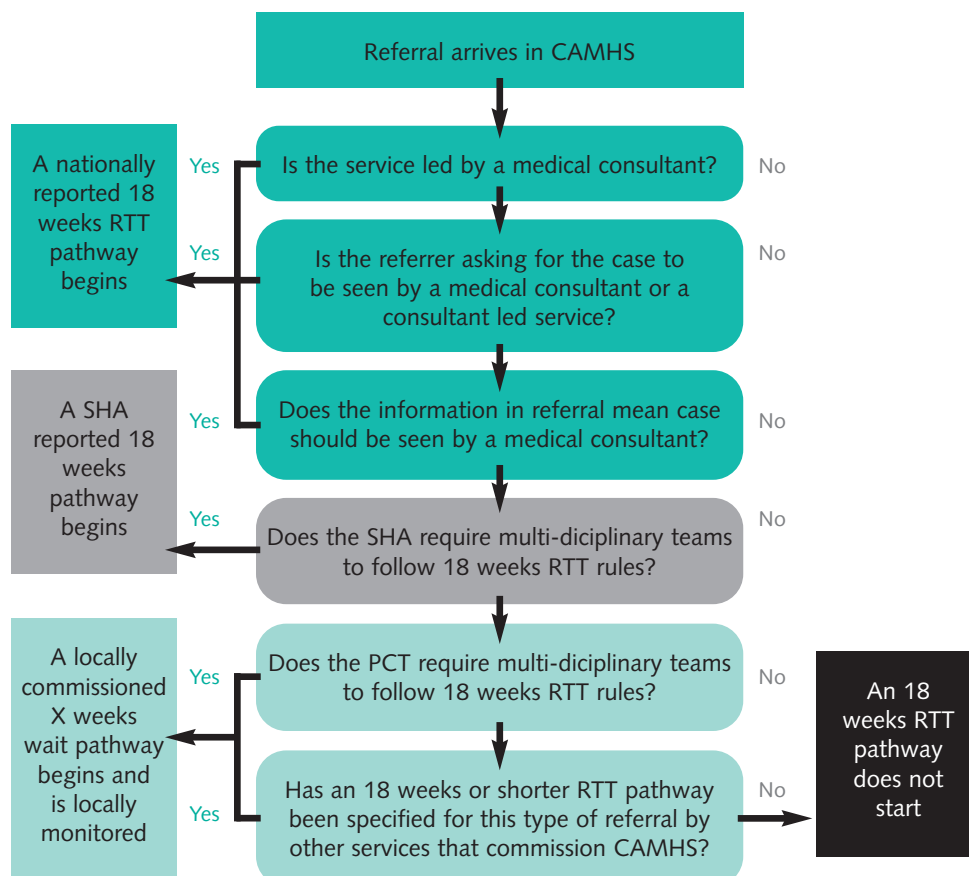 Referral arrives in CAMHS
A nationally
reported 18
weeks RTT
pathway
begins
Yes
Is the service led by a medical consultant?
No
Yes
Is the referrer asking for the case to
be seen by a medical consultant or a
consultant led service?
No
Yes
Does the information in referral mean case
should be seen by a medical consultant?
No
A SHA
reported 18
weeks
pathway
begins
Yes
Does the SHA require multi-diciplinary teams
to follow 18 weeks RTT rules?
No
A locally
commissioned
X weeks
wait pathway
begins and
is locally
monitored
Yes
Does the PCT require multi-diciplinary teams
to follow 18 weeks RTT rules?
No
Yes
Has an 18 weeks or shorter RTT pathway
been specified for this type of referral by
other services that commission CAMHS?
No
An 18
weeks RTT
pathway
does not
start